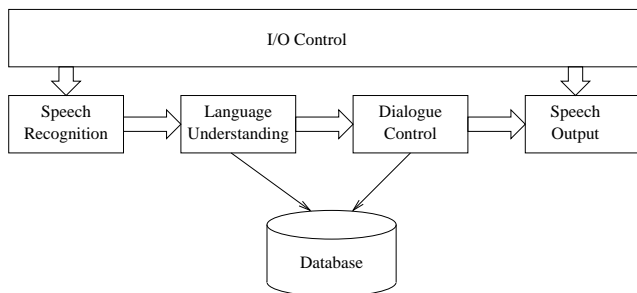 I/O Control
Speech
Recognition
Language
Understanding
Dialogue
Control
Speech
Output
Database